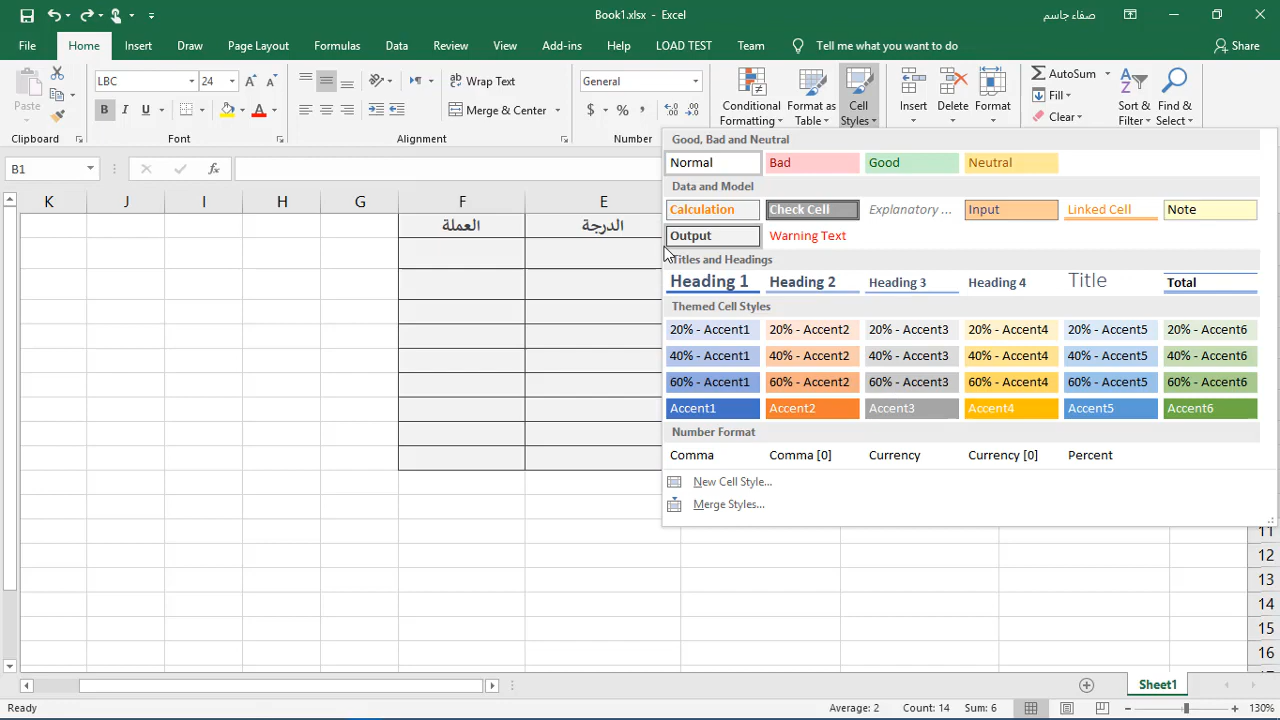 Book1.xlsx - Excel
صفاء جاسم
File Home Insert Draw Page Layout Formulas Data Review View Add-ins Help LOAD TEST Team Tell me what you want to do Share
Paste
LBC 24
B I U
Wrap Text
Merge & Center
General
$ % ,
Conditional Formatting
Format as Table
Cell Styles
Insert Delete Format
AutoSum
Fill
Clear
Sort & Filter
Find & Select
Clipboard Font Alignment Number
B1 fx
Good, Bad and Neutral
Normal Bad Good Neutral
Data and Model
Calculation Check Cell Explanatory ... Input Linked Cell Note
Output Warning Text
Titles and Headings
Heading 1 Heading 2 Heading 3 Heading 4 Title Total
Themed Cell Styles
20% - Accent1 20% - Accent2 20% - Accent3 20% - Accent4 20% - Accent5 20% - Accent6
40% - Accent1 40% - Accent2 40% - Accent3 40% - Accent4 40% - Accent5 40% - Accent6
60% - Accent1 60% - Accent2 60% - Accent3 60% - Accent4 60% - Accent5 60% - Accent6
Accent1 Accent2 Accent3 Accent4 Accent5 Accent6
Number Format
Comma Comma [0] Currency Currency [0] Percent
New Cell Style...
Merge Styles...
K J I H G F E
الدرجة العملة
11
12
13
14
15
16
Sheet1
Ready Average: 2 Count: 14 Sum: 6 130%